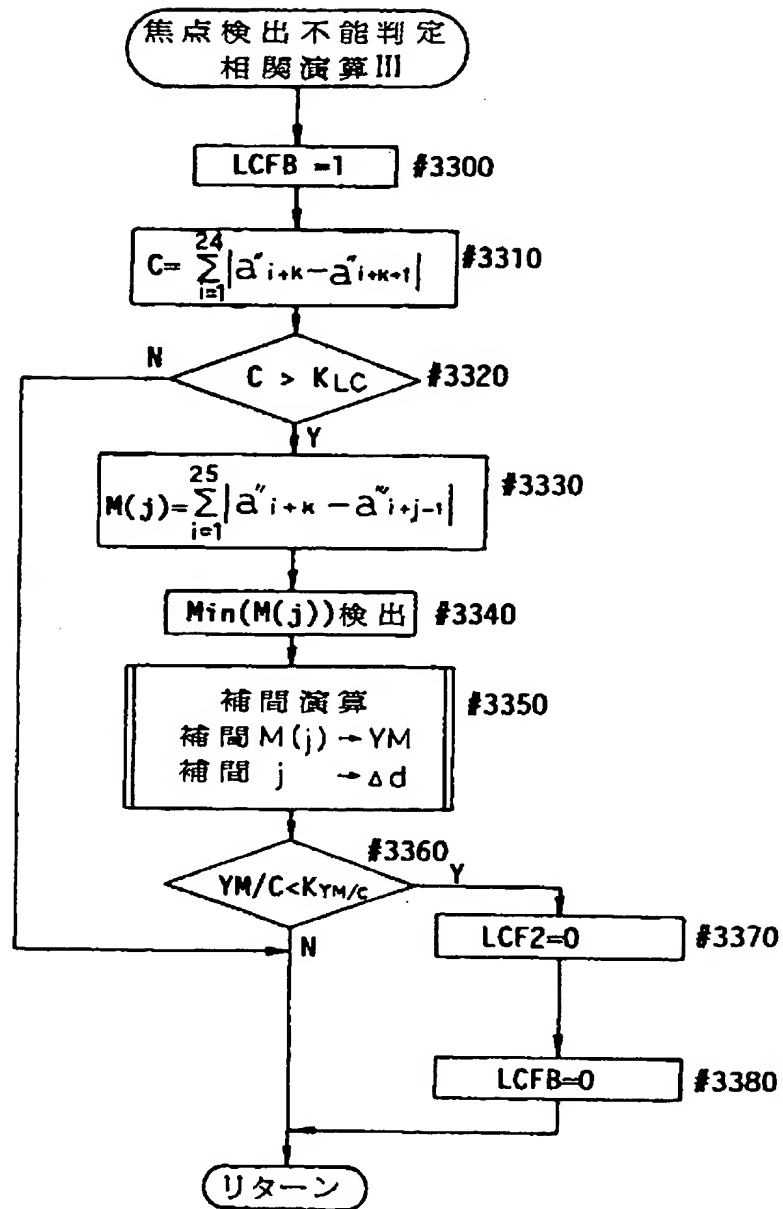 焦点検出不能判定
相関演算III
LCFB =1 #3300
C= 24 Σ i=1 |a″i+k−a″i+k+1| #3310
N
C > KLC #3320
Y
M(j)= 25 Σ i=1 |a″i+k −a‴i+j−1| #3330
Min(M(j))検出 #3340
補間演算 #3350
補間M(j)→YM
補間 j →Δd
#3360
YM/C<KYM/C Y
N
LCF2=0 #3370
LCFB=0 #3380
リターン